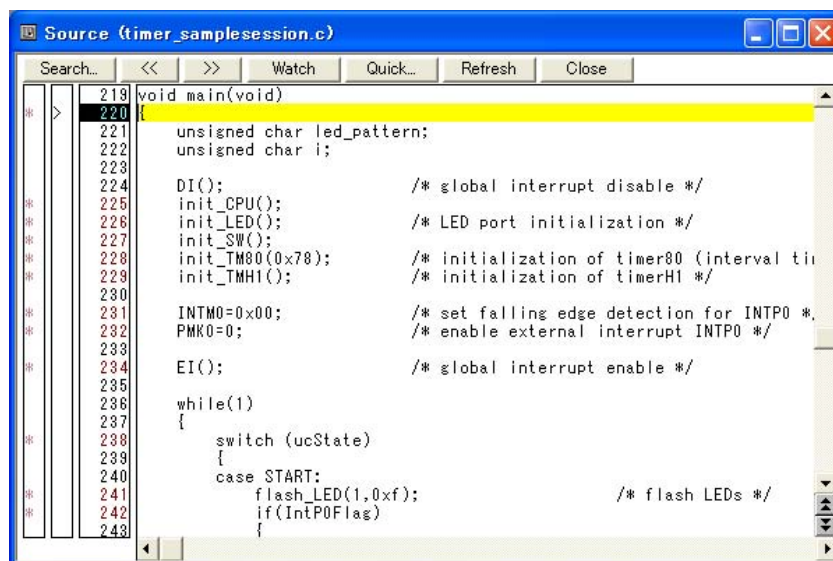 Source (timer_samplesession.c)
Search... << >> Watch Quick... Refresh Close
219 void main(void)
* > 220 {
221 unsigned char led_pattern;
222 unsigned char i;
223
224 DI(); /* global interrupt disable */
* 225 init_CPU();
* 226 init_LED(); /* LED port initialization */
* 227 init_SW();
* 228 init_TM80(0x78); /* initialization of timer80 (interval ti
* 229 init_TMH1(); /* initialization of timerH1 */
230
* 231 INTM0=0x00; /* set falling edge detection for INTP0 *
* 232 PMK0=0; /* enable external interrupt INTP0 */
233
* 234 EI(); /* global interrupt enable */
235
236 while(1)
237 {
* 238 switch (ucState)
239 {
240 case START:
* 241 flash_LED(1,0xf); /* flash LEDs */
* 242 if(IntP0Flag)
243 {